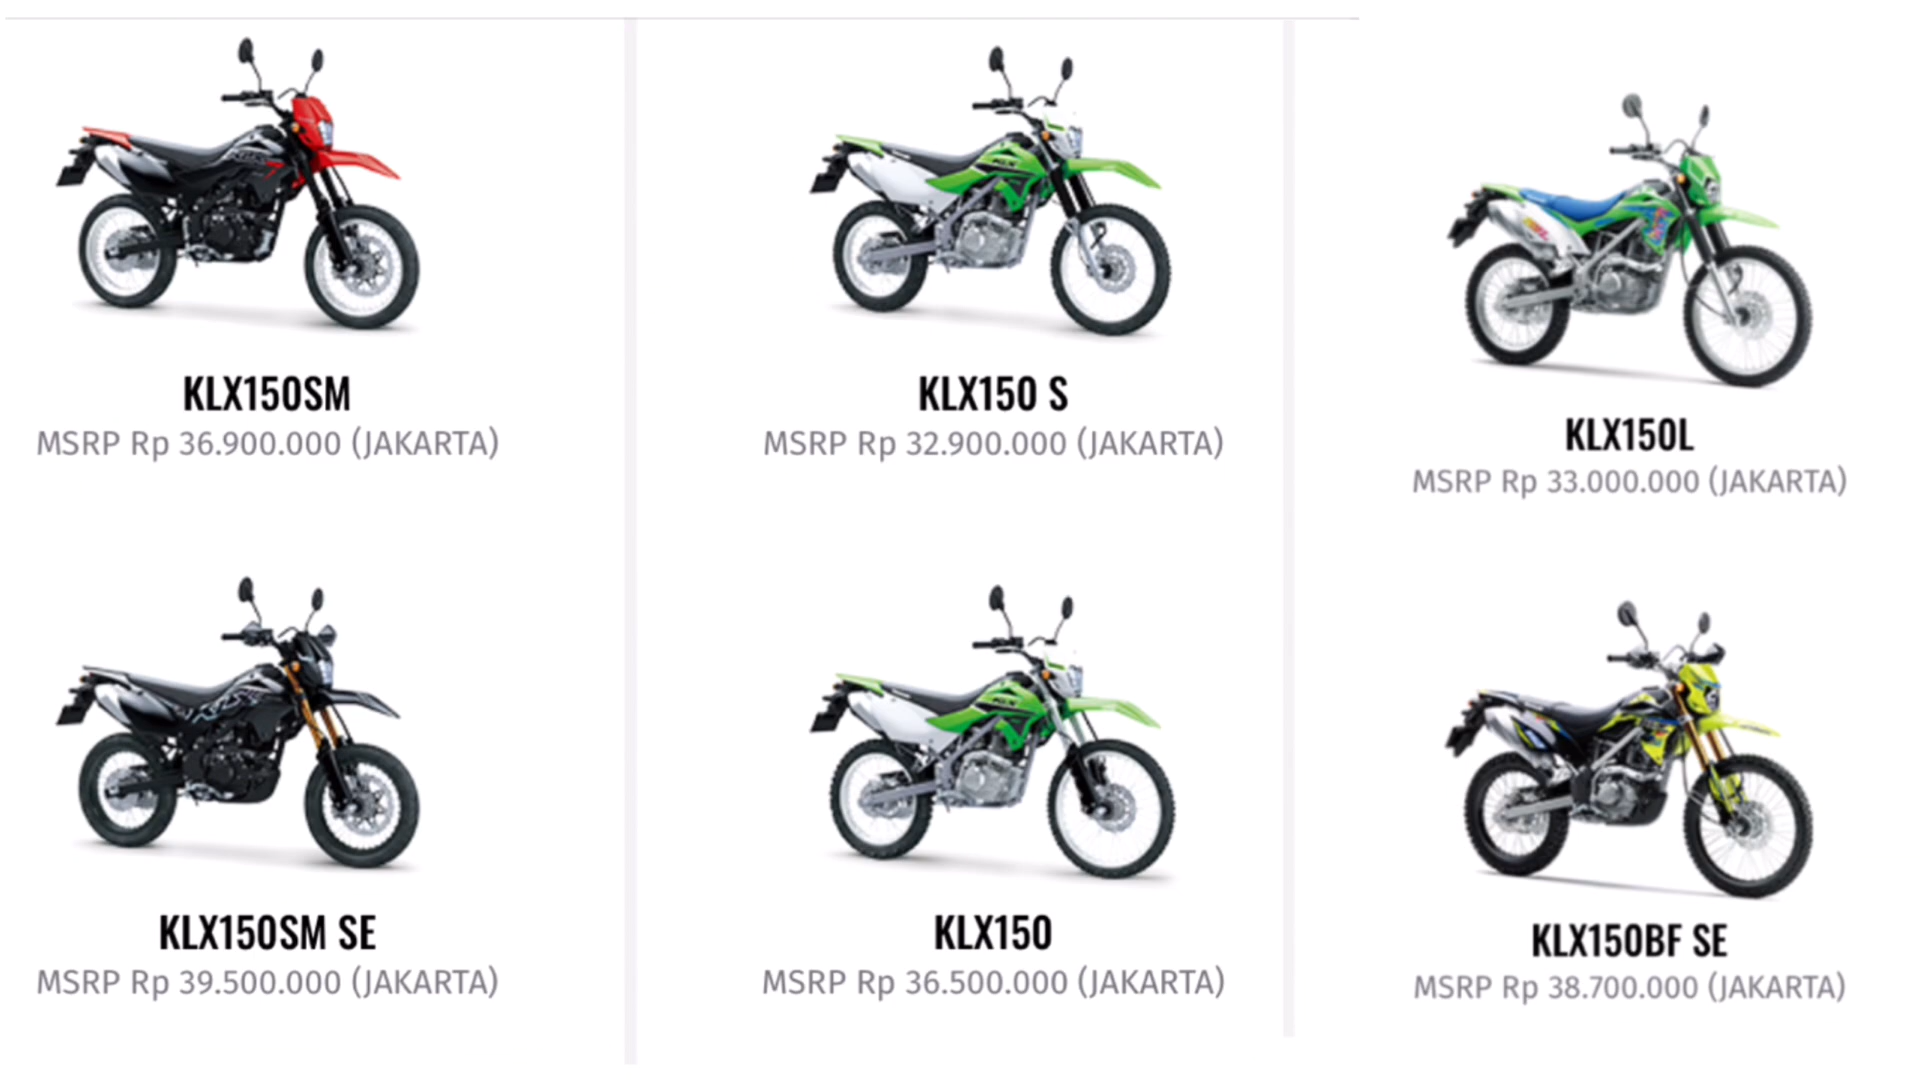 KLX150SM
MSRP Rp 36.900.000 (JAKARTA)
KLX150 S
MSRP Rp 32.900.000 (JAKARTA)
KLX150L
MSRP Rp 33.000.000 (JAKARTA)
KLX150SM SE
MSRP Rp 39.500.000 (JAKARTA)
KLX150
MSRP Rp 36.500.000 (JAKARTA)
KLX150BF SE
MSRP Rp 38.700.000 (JAKARTA)